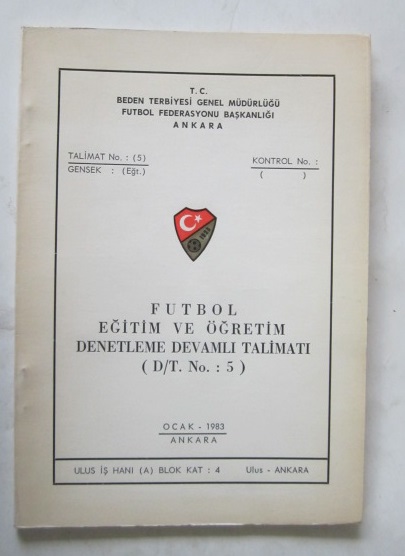 T. C.
BEDEN TERBİYESİ GENEL MÜDÜRLÜĞÜ
FUTBOL FEDERASYONU BAŞKANLIĞI
ANKARA
TALİMAT No. : (5)
GENSEK : (Eğt.)
KONTROL No. :
( )
1923
FUTBOL
EĞİTİM VE ÖĞRETİM
DENETLEME DEVAMLI TALİMATI
( D/T. No. : 5 )
OCAK - 1983
ANKARA
ULUS İŞ HANI (A) BLOK KAT : 4 Ulus - ANKARA